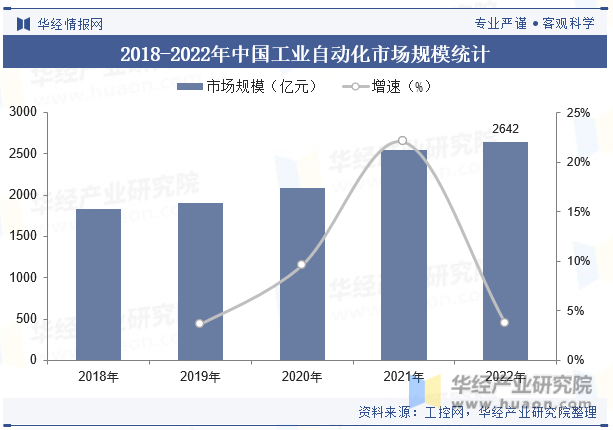 华经情报网
专业严谨 ● 客观科学
2018-2022年中国工业自动化市场规模统计
市场规模（亿元）
增速（%）
3000
2500
2000
1500
1000
500
0
25%
20%
15%
10%
5%
0%
2642
2018年
2019年
2020年
2021年
2022年
华经产业研究院
www.huaon.com
资料来源：工控网，华经产业研究院整理